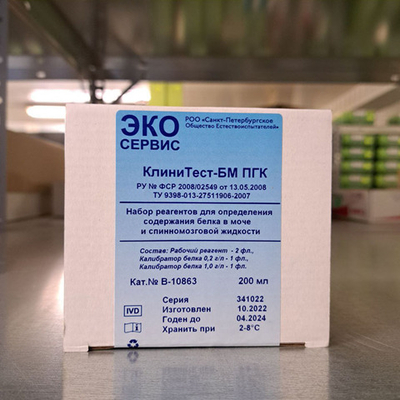 ЭКО
СЕРВИС
РОО «Санкт-Петербургское
Общество Естествоиспытателей»
КлиниТест-БМ ПГК
РУ № ФСР 2008/02549 от 13.05.2008
ТУ 9398-013-27511906-2007
Набор реагентов для определения
содержания белка в моче
и спинномозговой жидкости
Состав: Рабочий реагент - 2 фл.,
Калибратор белка 0,2 г/л - 1 фл.,
Калибратор белка 1,0 г/л - 1 фл.
Кат.№ B-10863 200 мл
Серия 341022
IVD Изготовлен 10.2022
Годен до 04.2024
Хранить при 2-8°C